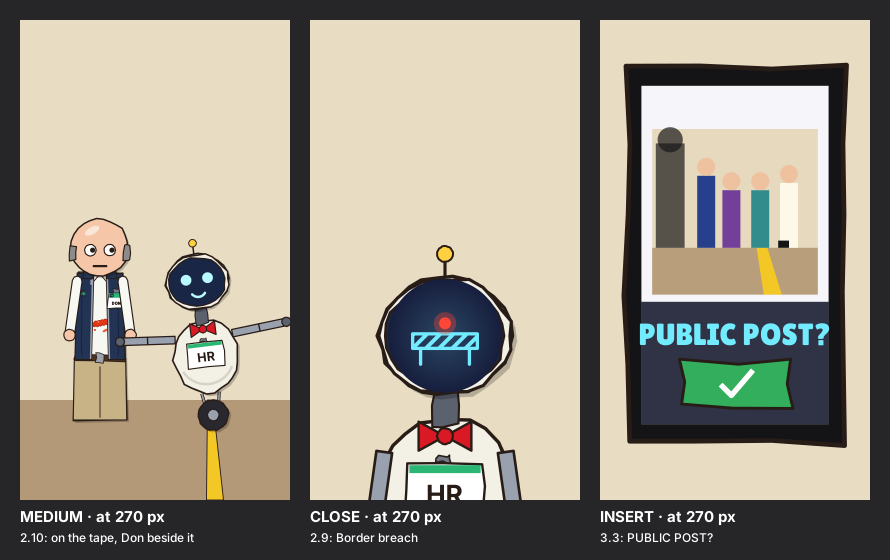 DON
HR
HR
PUBLIC POST?
MEDIUM · at 270 px
2.10: on the tape, Don beside it
CLOSE · at 270 px
2.9: Border breach
INSERT · at 270 px
3.3: PUBLIC POST?